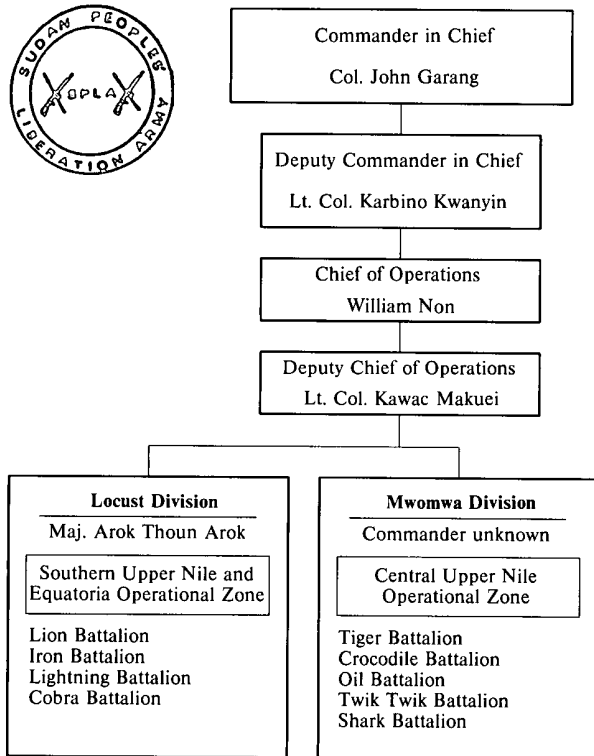 SUDAN PEOPLES'
SPLA
LIBERATION ARMY
Commander in Chief
Col. John Garang
Deputy Commander in Chief
Lt. Col. Karbino Kwanyin
Chief of Operations
William Non
Deputy Chief of Operations
Lt. Col. Kawac Makuei
Locust Division
Maj. Arok Thoun Arok
Southern Upper Nile and
Equatoria Operational Zone
Lion Battalion
Iron Battalion
Lightning Battalion
Cobra Battalion
Mwomwa Division
Commander unknown
Central Upper Nile
Operational Zone
Tiger Battalion
Crocodile Battalion
Oil Battalion
Twik Twik Battalion
Shark Battalion